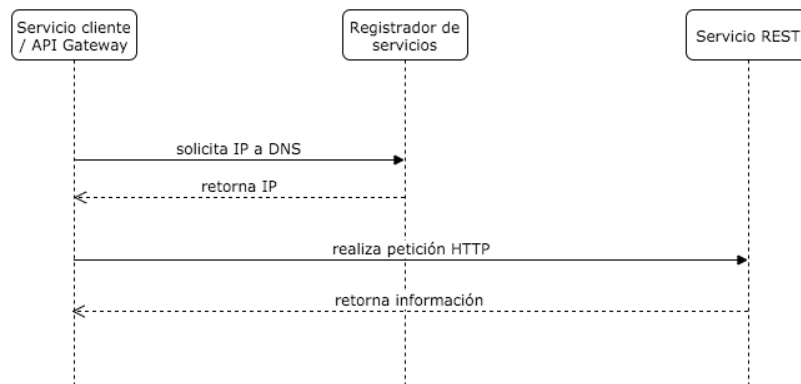 Servicio cliente
/ API Gateway
Registrador de
servicios
Servicio REST
solicita IP a DNS
retorna IP
realiza petición HTTP
retorna información